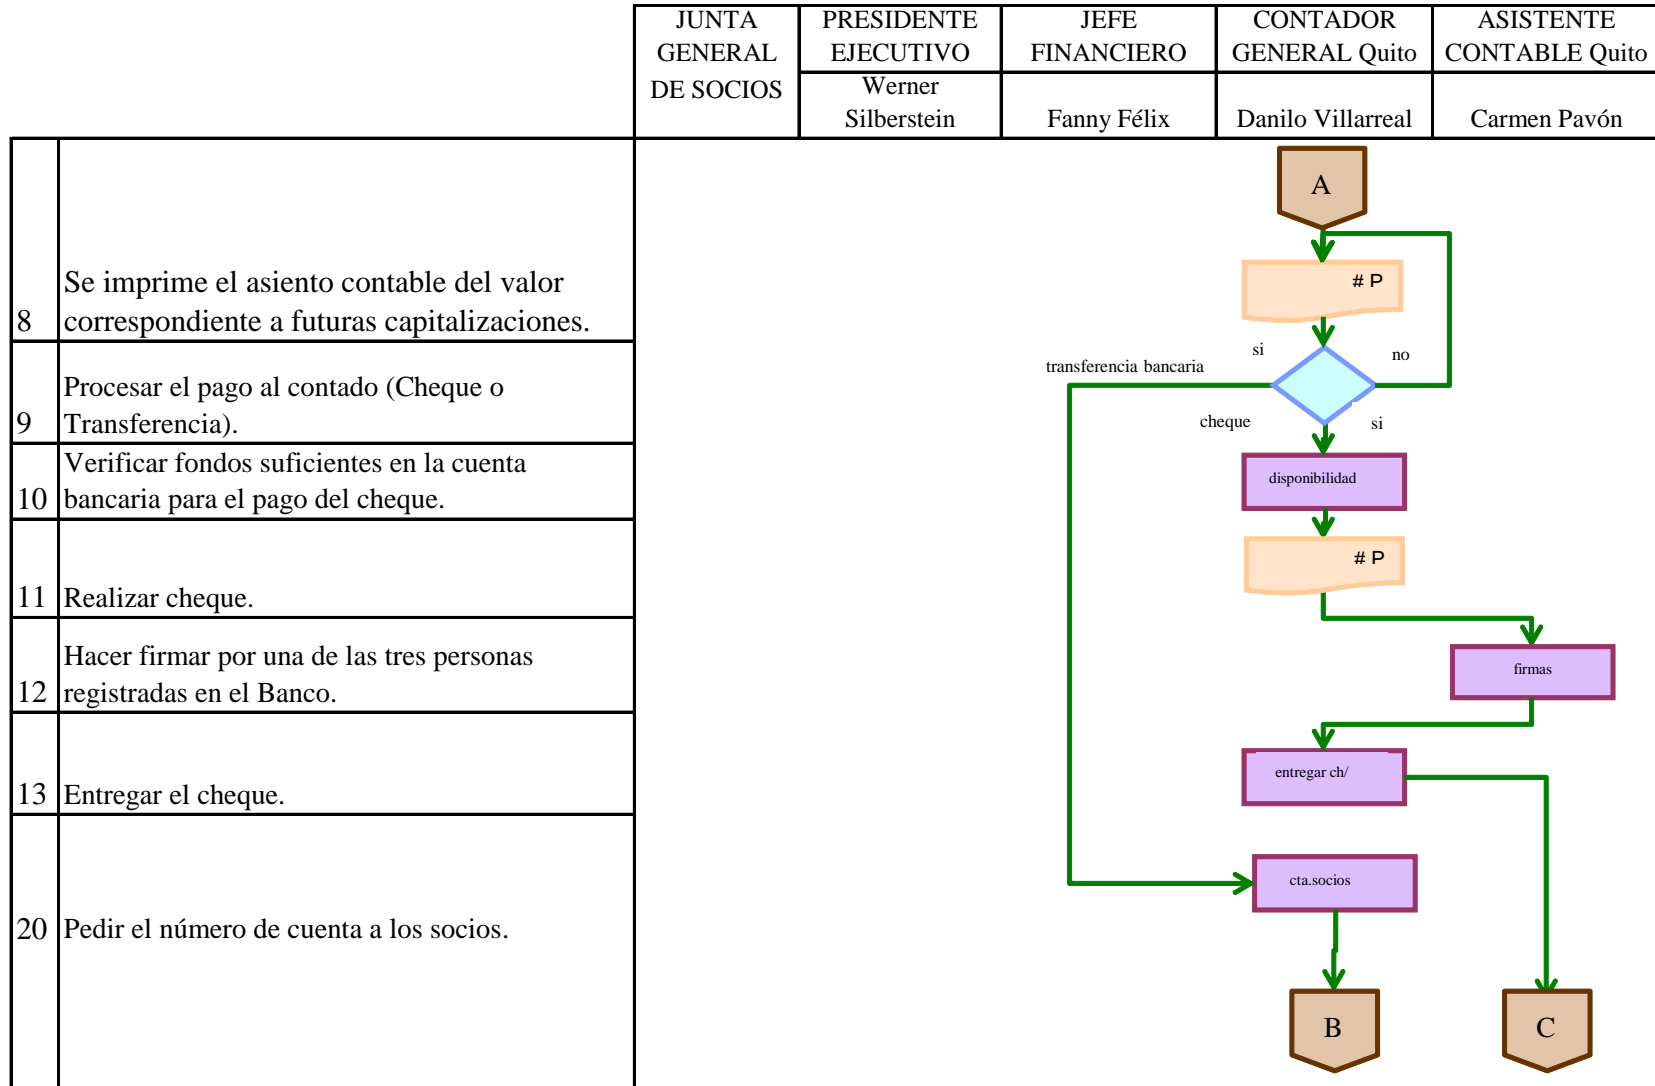 JUNTA
GENERAL
DE SOCIOS
PRESIDENTE
EJECUTIVO
Werner
Silberstein
JEFE
FINANCIERO
Fanny Félix
CONTADOR
GENERAL Quito
Danilo Villarreal
ASISTENTE
CONTABLE Quito
Carmen Pavón
A
# P
8 Se imprime el asiento contable del valor
correspondiente a futuras capitalizaciones.
si
no
transferencia bancaria
9 Procesar el pago al contado (Cheque o
Transferencia).
cheque
si
10 Verificar fondos suficientes en la cuenta
bancaria para el pago del cheque.
disponibilidad
# P
11 Realizar cheque.
12 Hacer firmar por una de las tres personas
registradas en el Banco.
firmas
13 Entregar el cheque.
entregar ch/
cta.socios
20 Pedir el número de cuenta a los socios.
B
C